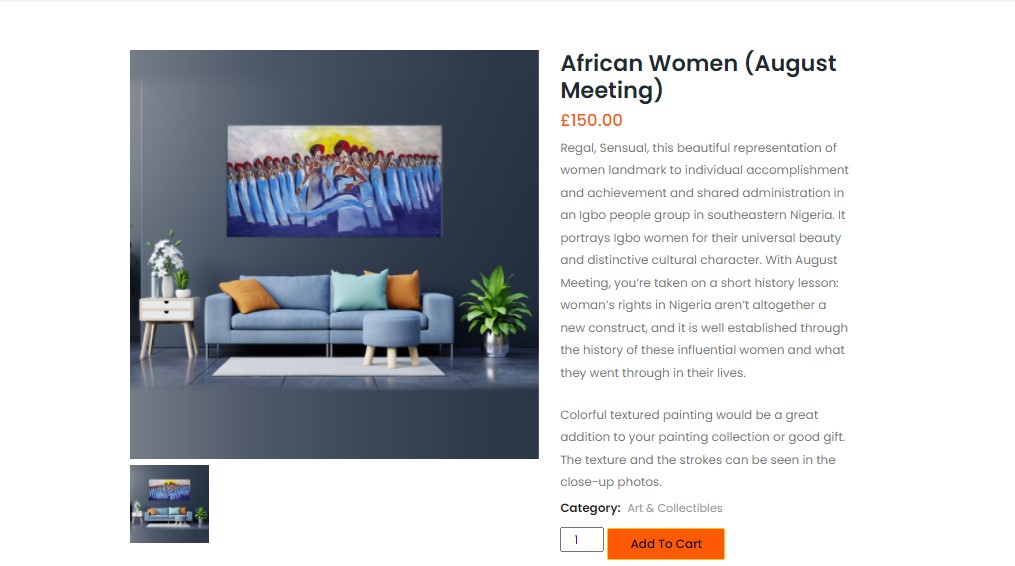 African Women (August
Meeting)
£150.00
Regal, Sensual, this beautiful representation of
women landmark to individual accomplishment
and achievement and shared administration in
an Igbo people group in southeastern Nigeria. It
portrays Igbo women for their universal beauty
and distinctive cultural character. With August
Meeting, you’re taken on a short history lesson:
woman’s rights in Nigeria aren’t altogether a
new construct, and it is well established through
the history of these influential women and what
they went through in their lives.
Colorful textured painting would be a great
addition to your painting collection or good gift.
The texture and the strokes can be seen in the
close-up photos.
Category: Art & Collectibles
1 Add To Cart